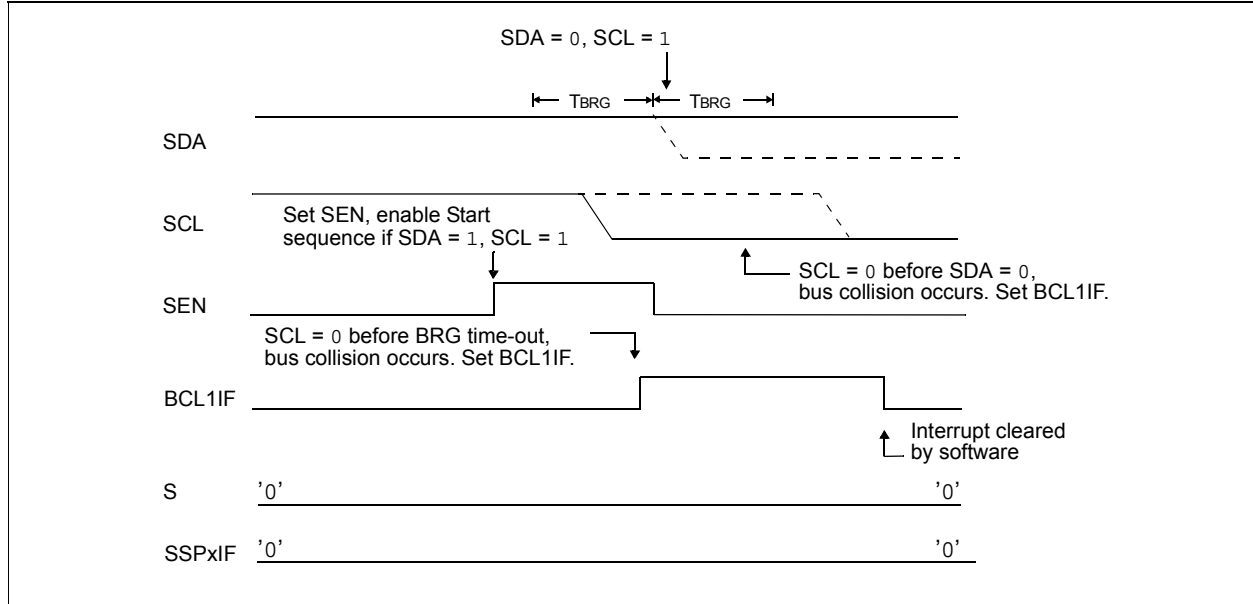 SDA = 0, SCL = 1
TBRG TBRG
SDA
SCL
Set SEN, enable Start
sequence if SDA = 1, SCL = 1
SCL = 0 before SDA = 0,
bus collision occurs. Set BCL1IF.
SEN
SCL = 0 before BRG time-out,
bus collision occurs. Set BCL1IF.
BCL1IF
Interrupt cleared
by software
S '0' '0'
SSPxIF '0' '0'